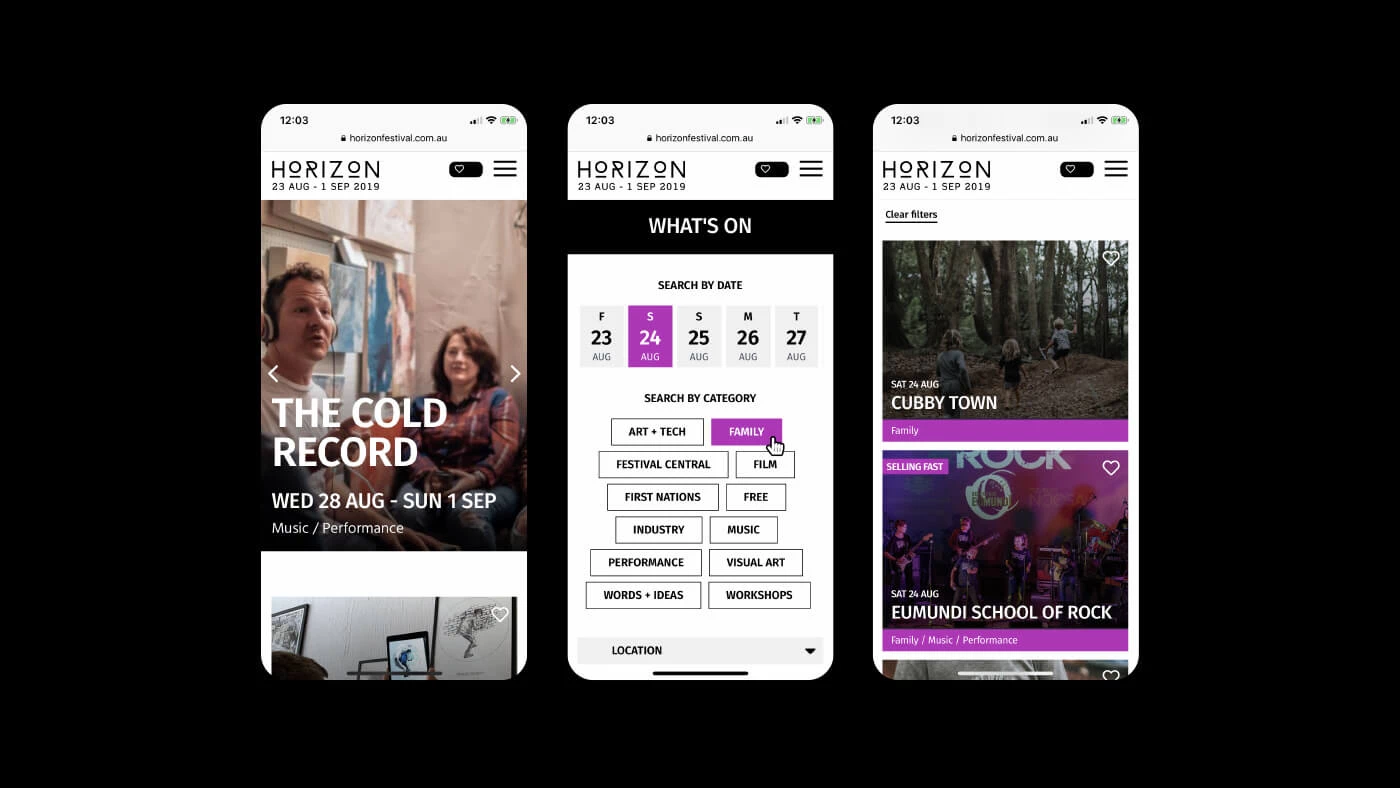 12:03
horizonfestival.com.au
HORIZON
23 AUG - 1 SEP 2019
THE COLD
RECORD
WED 28 AUG - SUN 1 SEP
Music / Performance
12:03
horizonfestival.com.au
HORIZON
23 AUG - 1 SEP 2019
WHAT'S ON
SEARCH BY DATE
F S S M T
23 24 25 26 27
AUG AUG AUG AUG AUG
SEARCH BY CATEGORY
ART + TECH FAMILY
FESTIVAL CENTRAL FILM
FIRST NATIONS FREE
INDUSTRY MUSIC
PERFORMANCE VISUAL ART
WORDS + IDEAS WORKSHOPS
LOCATION
12:03
horizonfestival.com.au
HORIZON
23 AUG - 1 SEP 2019
Clear filters
SAT 24 AUG
CUBBY TOWN
Family
SELLING FAST
ROCK
SAT 24 AUG
EUMUNDI SCHOOL OF ROCK
Family / Music / Performance